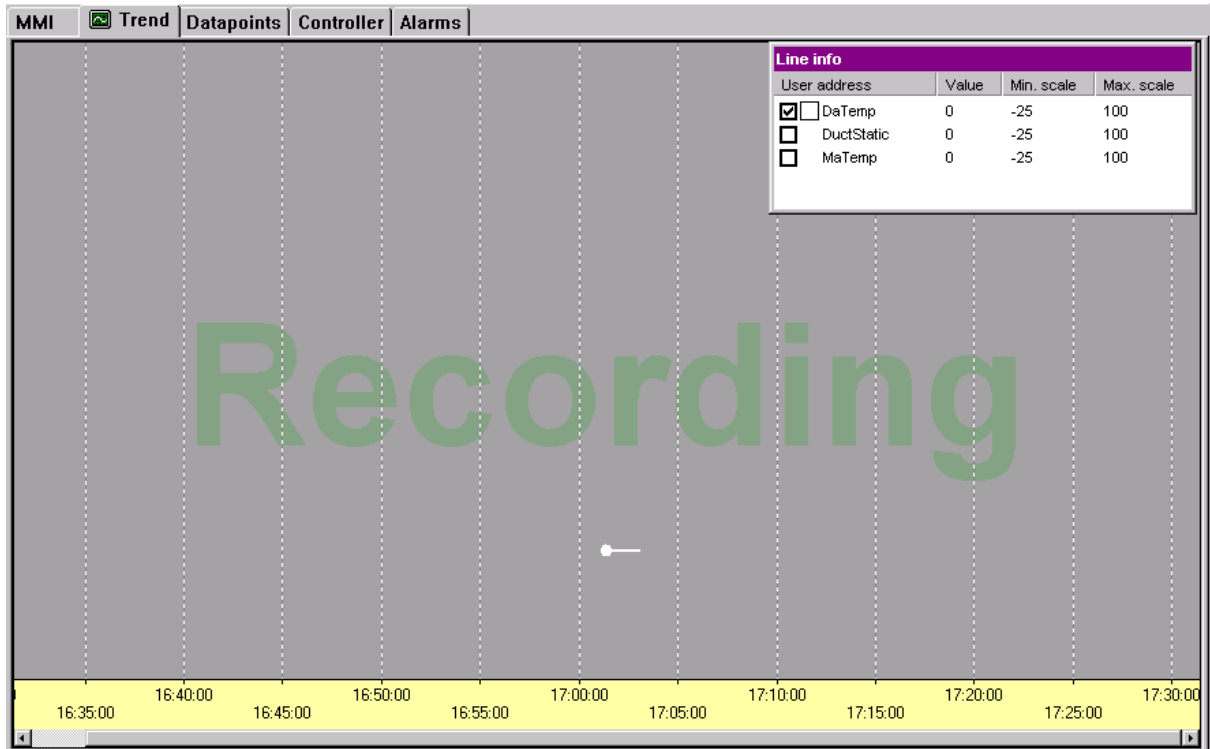 MMI Trend Datapoints Controller Alarms
Line info
User address Value Min. scale Max. scale
DaTemp 0 -25 100
DuctStatic 0 -25 100
MaTemp 0 -25 100
Recording
16:40:00 16:50:00 17:00:00 17:10:00 17:20:00 17:30:00
16:35:00 16:45:00 16:55:00 17:05:00 17:15:00 17:25:00